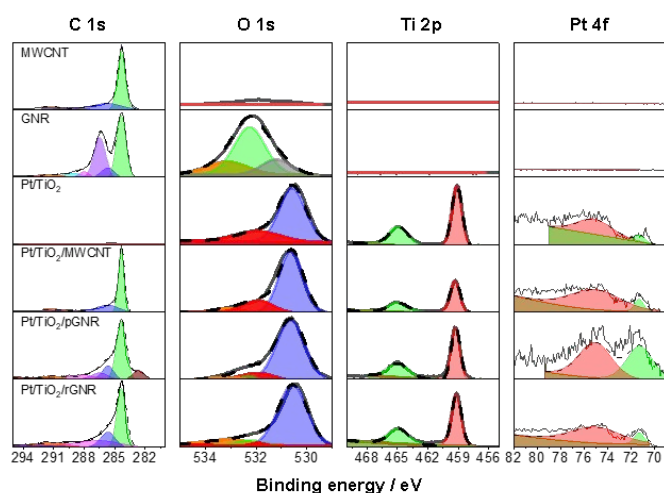 C 1s O 1s Ti 2p Pt 4f
MWCNT
GNR
Pt/TiO₂
Pt/TiO₂/MWCNT
Pt/TiO₂/pGNR
Pt/TiO₂/rGNR
294 291 288 285 282 534 532 530 468 465 462 459 456 82 80 78 76 74 72 70
Binding energy / eV